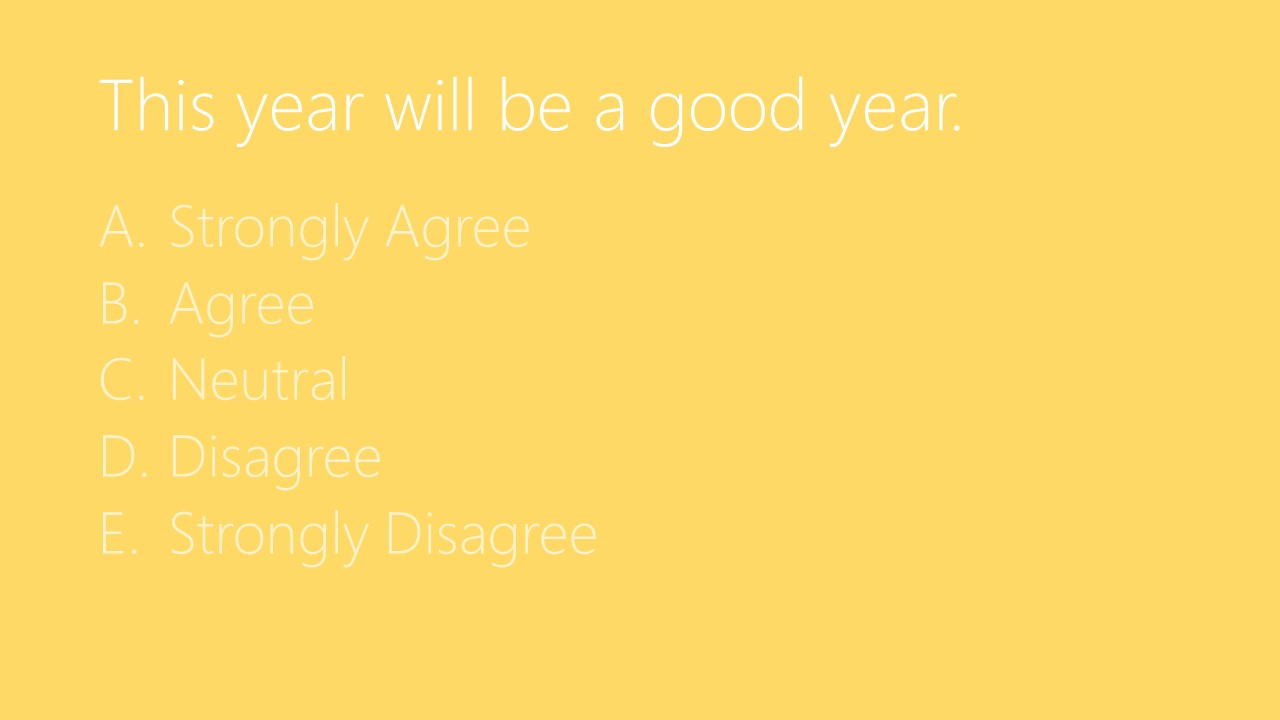 This year will be a good year.
A. Strongly Agree
B. Agree
C. Neutral
D. Disagree
E. Strongly Disagree